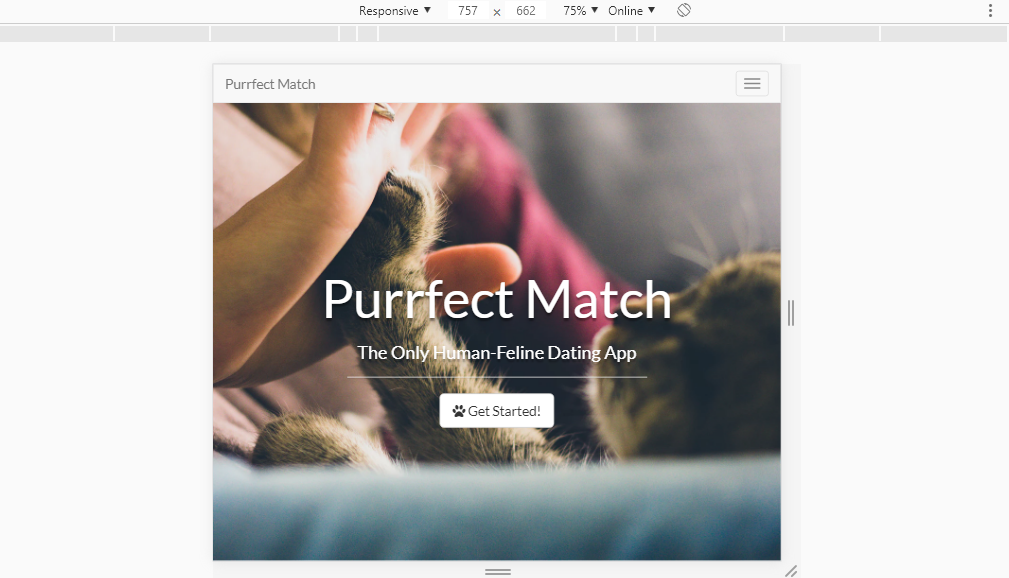 Responsive ▼ 757 × 662 75% ▼ Online ▼
Purrfect Match
Purrfect Match
The Only Human-Feline Dating App
Get Started!